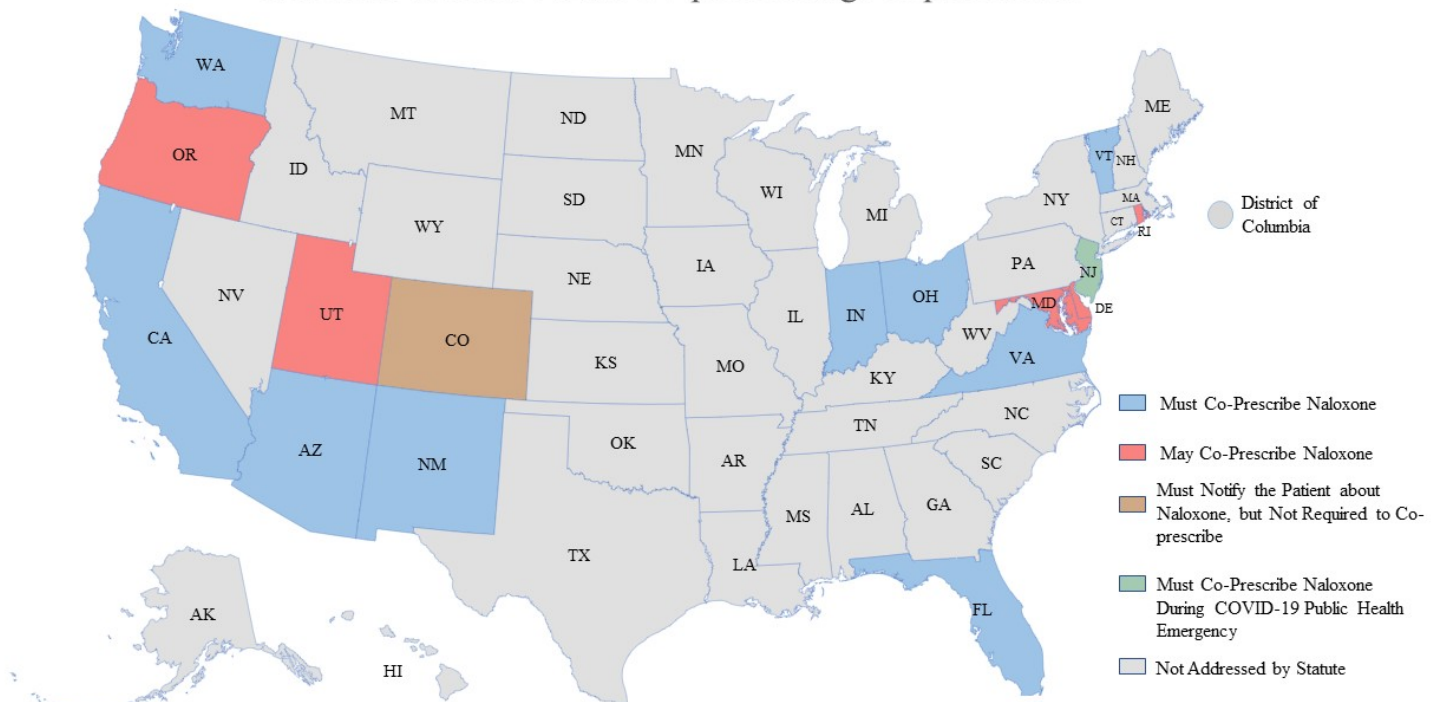 WA
MT
ND
MN
ME
OR
ID
SD
WI
MI
VT
NH
NY
MA
CT
RI
District of
Columbia
WY
IA
NE
PA
NJ
NV
UT
CO
IL
IN
OH
MD
DE
WV
VA
CA
KS
MO
KY
NC
TN
AZ
NM
OK
AR
SC
MS
AL
GA
TX
LA
FL
AK
HI
Must Co-Prescribe Naloxone
May Co-Prescribe Naloxone
Must Notify the Patient about
Naloxone, but Not Required to Co-
prescribe
Must Co-Prescribe Naloxone
During COVID-19 Public Health
Emergency
Not Addressed by Statute